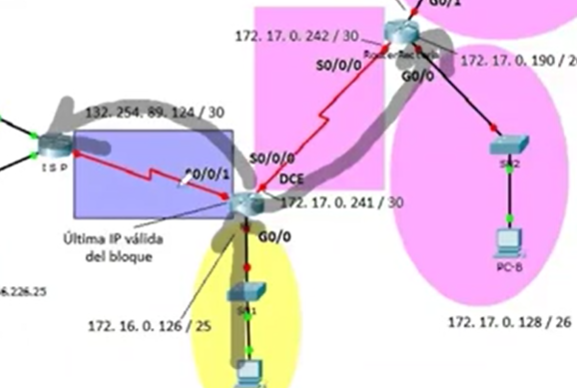 G0/1
172. 17. 0. 242 / 30
S0/0/0
172. 17. 0. 190 / 26
G0/0
132. 254. 89. 124 / 30
ISP
S0/0/1
S0/0/0
DCE
172. 17. 0. 241 / 30
PC-B
Última IP válida
del bloque
G0/0
6.226.25
172. 16. 0. 126 / 25
172. 17. 0. 128 / 26